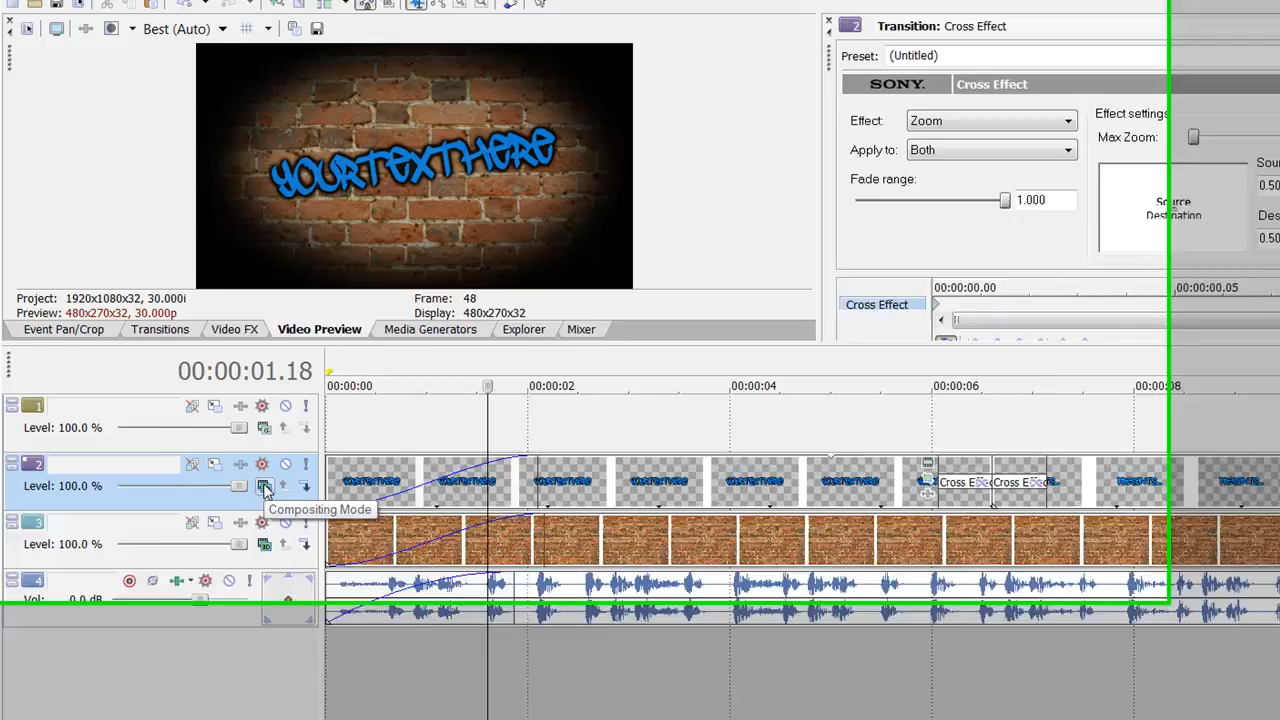 Best (Auto)
YOURTEXTHERE
Project: 1920x1080x32, 30.000i
Frame: 48
Preview: 480x270x32, 30.000p
Display: 480x270x32
Event Pan/Crop
Transitions
Video FX
Video Preview
Media Generators
Explorer
Mixer
2
Transition: Cross Effect
Preset: (Untitled)
SONY
Cross Effect
Effect: Zoom
Effect settings
Apply to: Both
Max Zoom:
Fade range:
1.000
Source
Destination
Sou
0.50
Des
0.50
00:00:00.00
00:00:00.05
Cross Effect
00:00:01.18
00:00:00
00:00:02
00:00:04
00:00:06
00:00:08
1
Level: 100.0 %
2
Level: 100.0 %
Compositing Mode
Cross E
Cross E
3
Level: 100.0 %
4
Vol: 0.0 dB